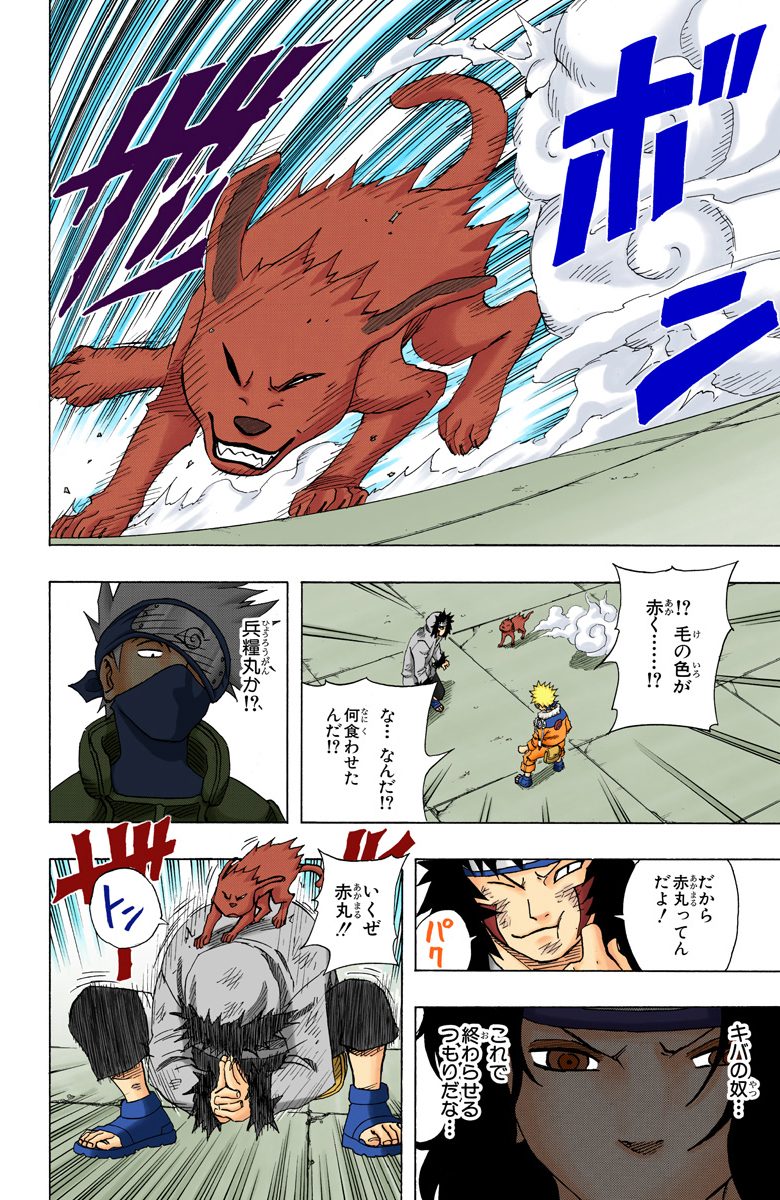 ボン
ザッ
!?毛の色が
赤く……!?
な…なんだ!?
何食わせた
んだ!?
兵糧丸か!?
だから
赤丸ってん
だよ!
パク
キバの奴…
これで
終わらせる
つもりだな…
いくぜ
赤丸!!
トッ